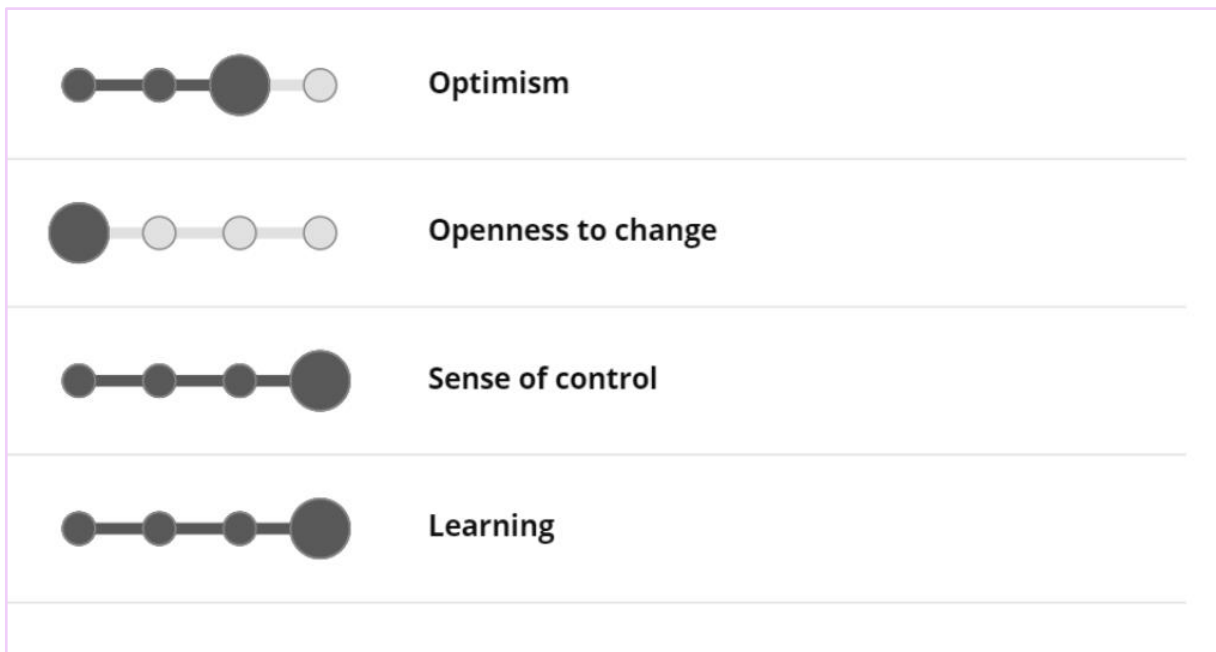 Optimism
Openness to change
Sense of control
Learning